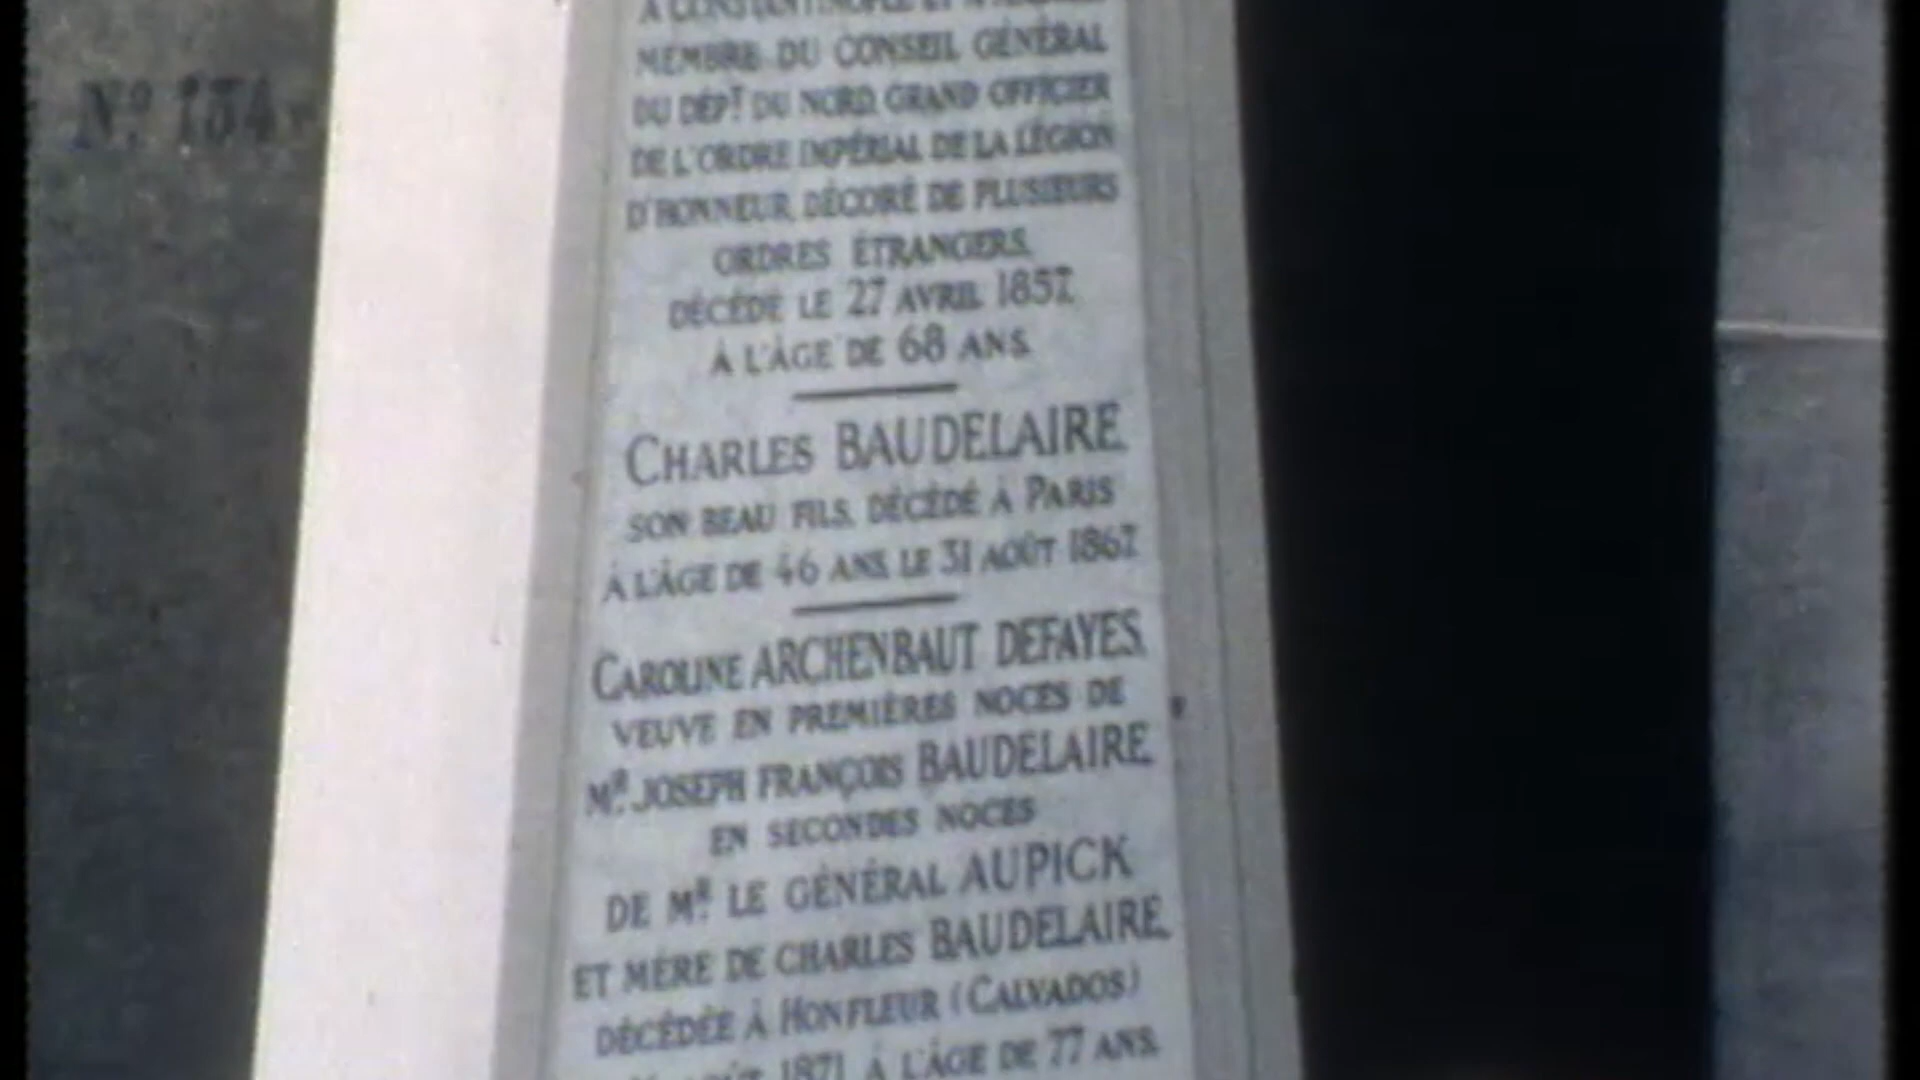 Nº 134
A CONSTANTINOPLE ET A
MEMBRE DU CONSEIL GÉNÉRAL
DU DÉPT. DU NORD, GRAND OFFICIER
DE L'ORDRE IMPÉRIAL DE LA LÉGION
D'HONNEUR, DÉCORÉ DE PLUSIEURS
ORDRES ÉTRANGERS,
DÉCÉDÉ LE 27 AVRIL 1857,
À L'ÂGE DE 68 ANS.
CHARLES BAUDELAIRE,
SON BEAU FILS, DÉCÉDÉ À PARIS
À L'ÂGE DE 46 ANS, LE 31 AOÛT 1867.
CAROLINE ARCHENBAUT DEFAYES,
VEUVE EN PREMIÈRES NOCES DE
MR. JOSEPH FRANÇOIS BAUDELAIRE,
EN SECONDES NOCES
DE MR. LE GÉNÉRAL AUPICK
ET MÈRE DE CHARLES BAUDELAIRE,
DÉCÉDÉE À HONFLEUR (CALVADOS)
AOÛT 1871, À L'ÂGE DE 77 ANS.